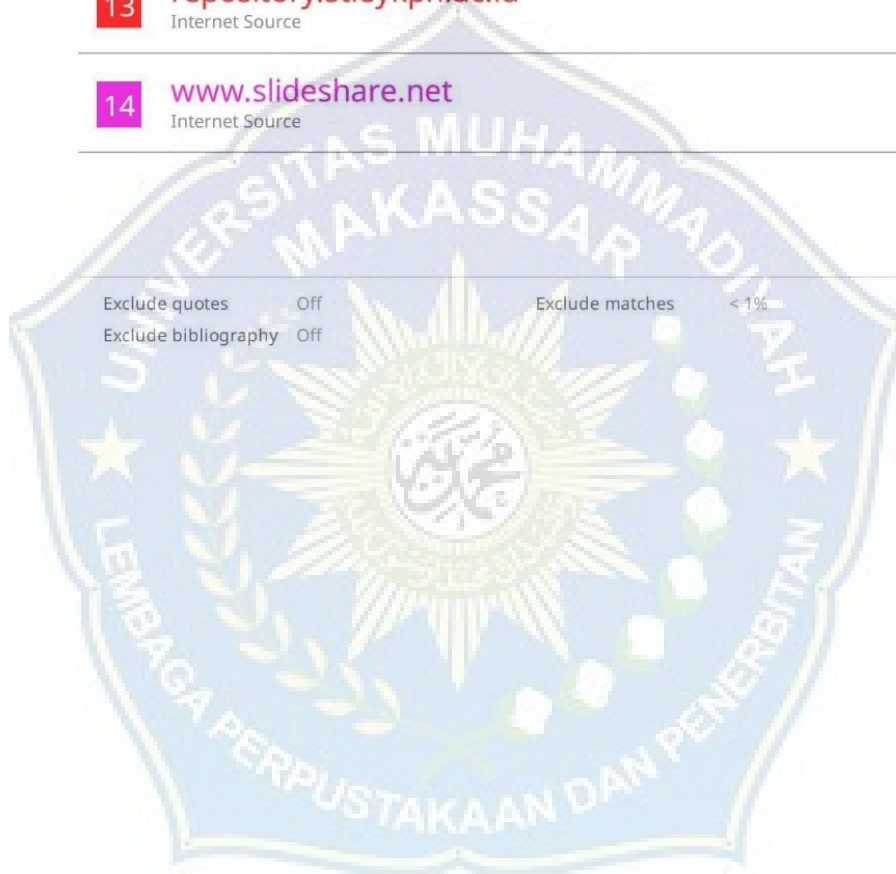 13
Internet Source
14 www.slideshare.net
Internet Source
UNIVERSITAS MUHAMMADIYAH
MAKASSAR
Exclude quotes Off Exclude matches < 1%
Exclude bibliography Off
LEMBAGA PERPUSTAKAAN DAN PENERBITAN